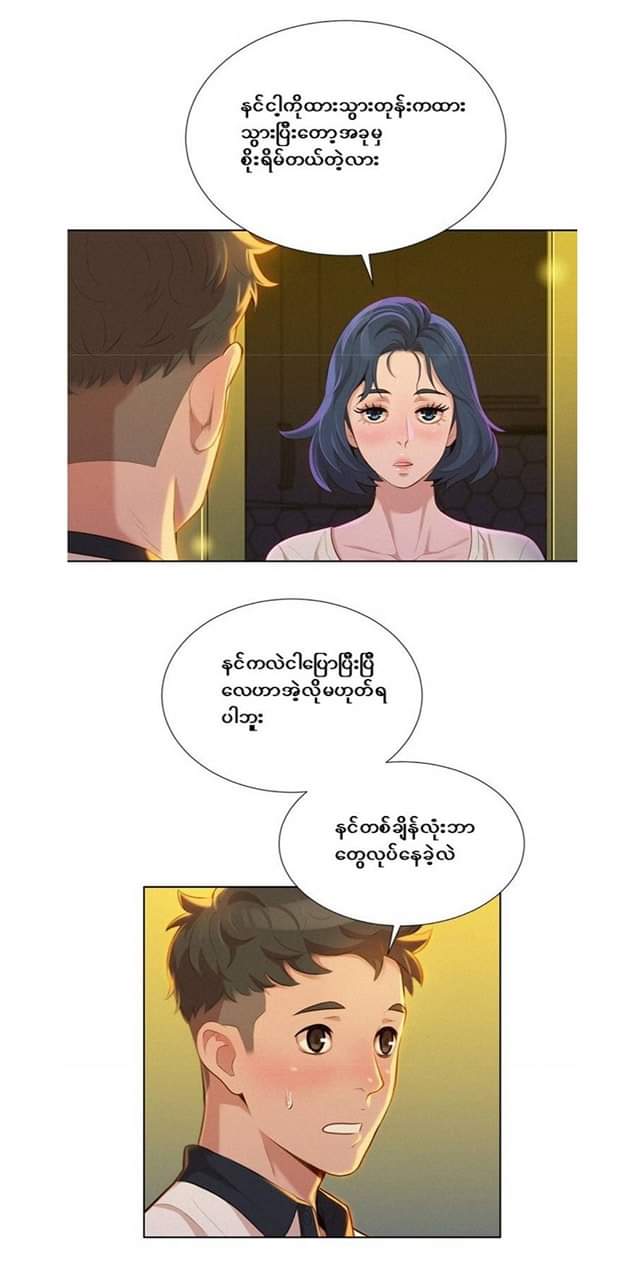 နင်ငါ့ကိုထားသွားတုန်းကထား
သွားပြီးတော့အခုမှ
စိုးရိမ်တယ်တဲ့လား
နင်ကလဲငါပြောပြီးပြီ
လေဟာအဲ့လိုမဟုတ်ရ
ပါဘူး
နင်တစ်ချိန်လုံးဘာ
တွေလုပ်နေခဲ့လဲ